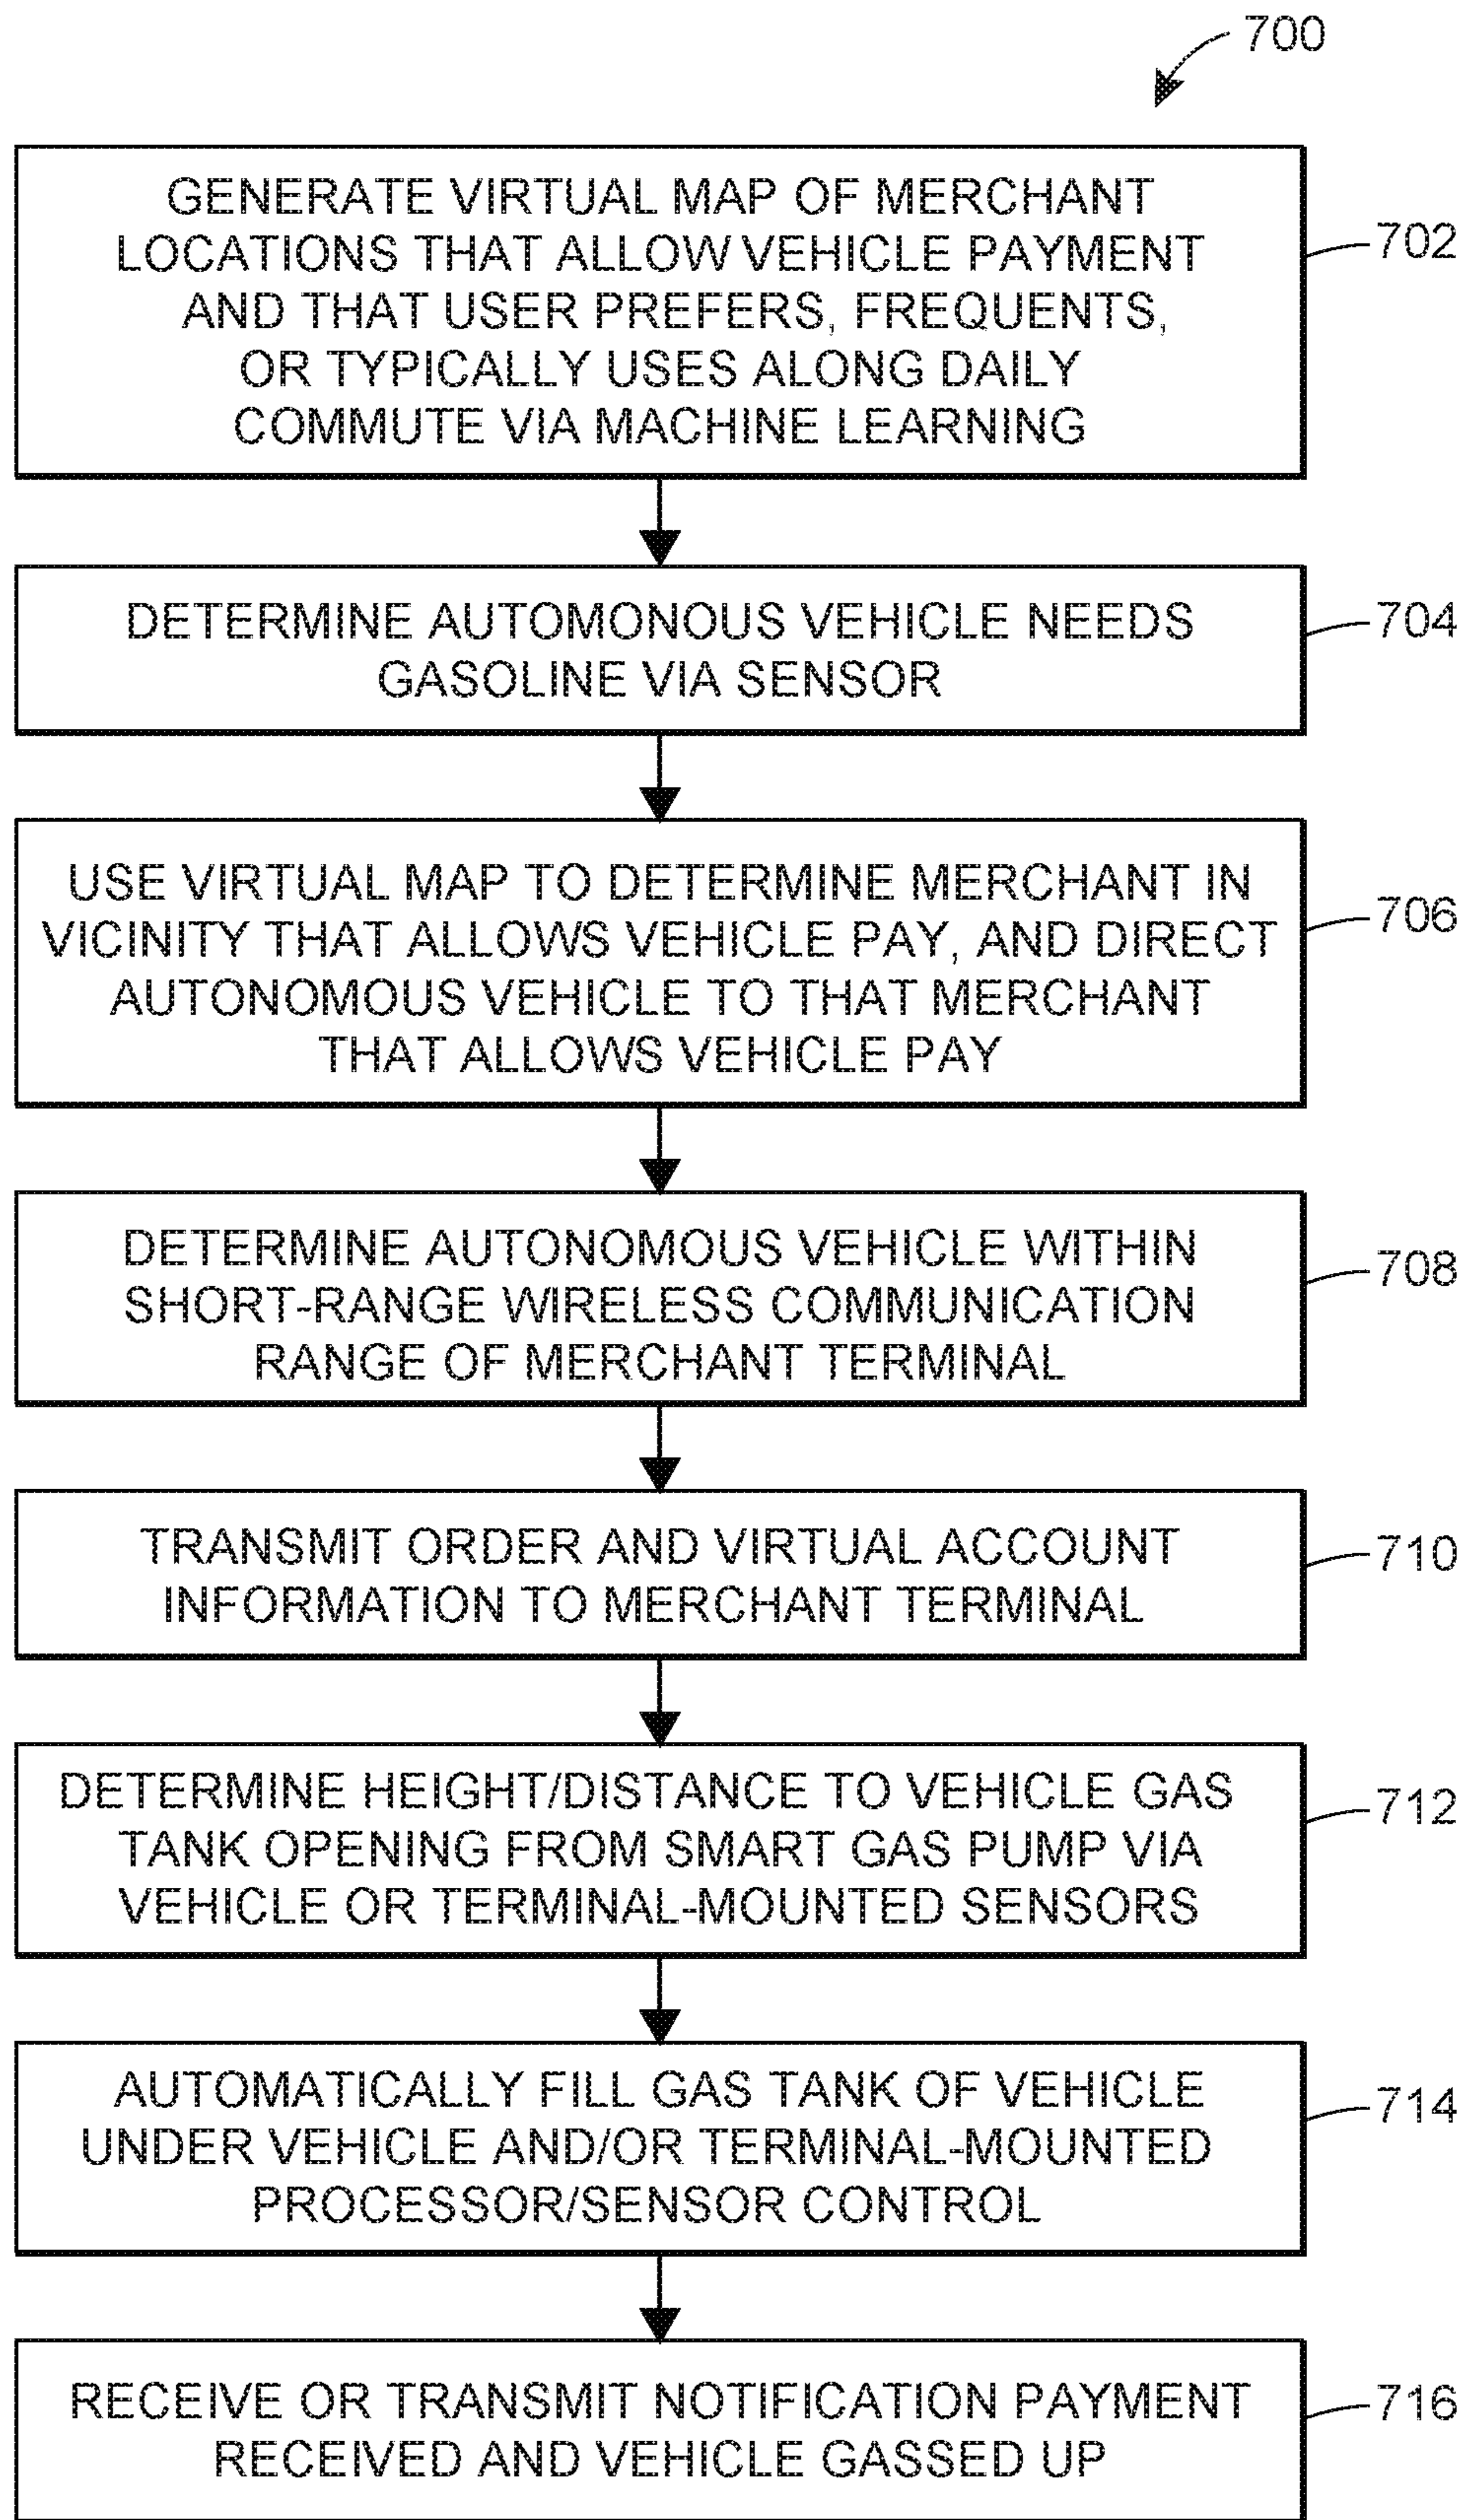 700
GENERATE VIRTUAL MAP OF MERCHANT
LOCATIONS THAT ALLOW VEHICLE PAYMENT
AND THAT USER PREFERS, FREQUENTS,
OR TYPICALLY USES ALONG DAILY
COMMUTE VIA MACHINE LEARNING
702
DETERMINE AUTOMONOUS VEHICLE NEEDS
GASOLINE VIA SENSOR
704
USE VIRTUAL MAP TO DETERMINE MERCHANT IN
VICINITY THAT ALLOWS VEHICLE PAY, AND DIRECT
AUTONOMOUS VEHICLE TO THAT MERCHANT
THAT ALLOWS VEHICLE PAY
706
DETERMINE AUTONOMOUS VEHICLE WITHIN
SHORT-RANGE WIRELESS COMMUNICATION
RANGE OF MERCHANT TERMINAL
708
TRANSMIT ORDER AND VIRTUAL ACCOUNT
INFORMATION TO MERCHANT TERMINAL
710
DETERMINE HEIGHT/DISTANCE TO VEHICLE GAS
TANK OPENING FROM SMART GAS PUMP VIA
VEHICLE OR TERMINAL-MOUNTED SENSORS
712
AUTOMATICALLY FILL GAS TANK OF VEHICLE
UNDER VEHICLE AND/OR TERMINAL-MOUNTED
PROCESSOR/SENSOR CONTROL
714
RECEIVE OR TRANSMIT NOTIFICATION PAYMENT
RECEIVED AND VEHICLE GASSED UP
716